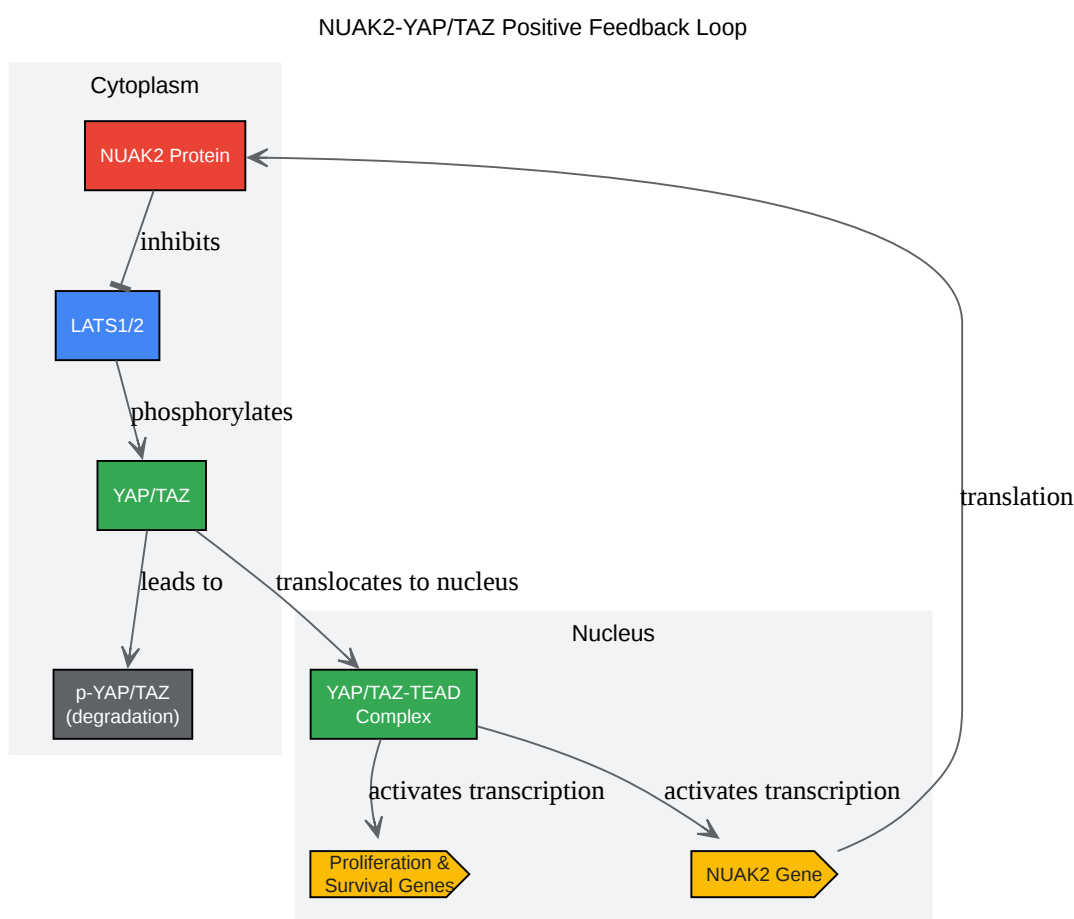 NUAK2-YAP/TAZ Positive Feedback Loop
Cytoplasm
NUAK2 Protein
inhibits
LATS1/2
phosphorylates
YAP/TAZ
translation
leads to
translocates to nucleus
Nucleus
p-YAP/TAZ
(degradation)
YAP/TAZ-TEAD
Complex
activates transcription
activates transcription
Proliferation &
Survival Genes
NUAK2 Gene